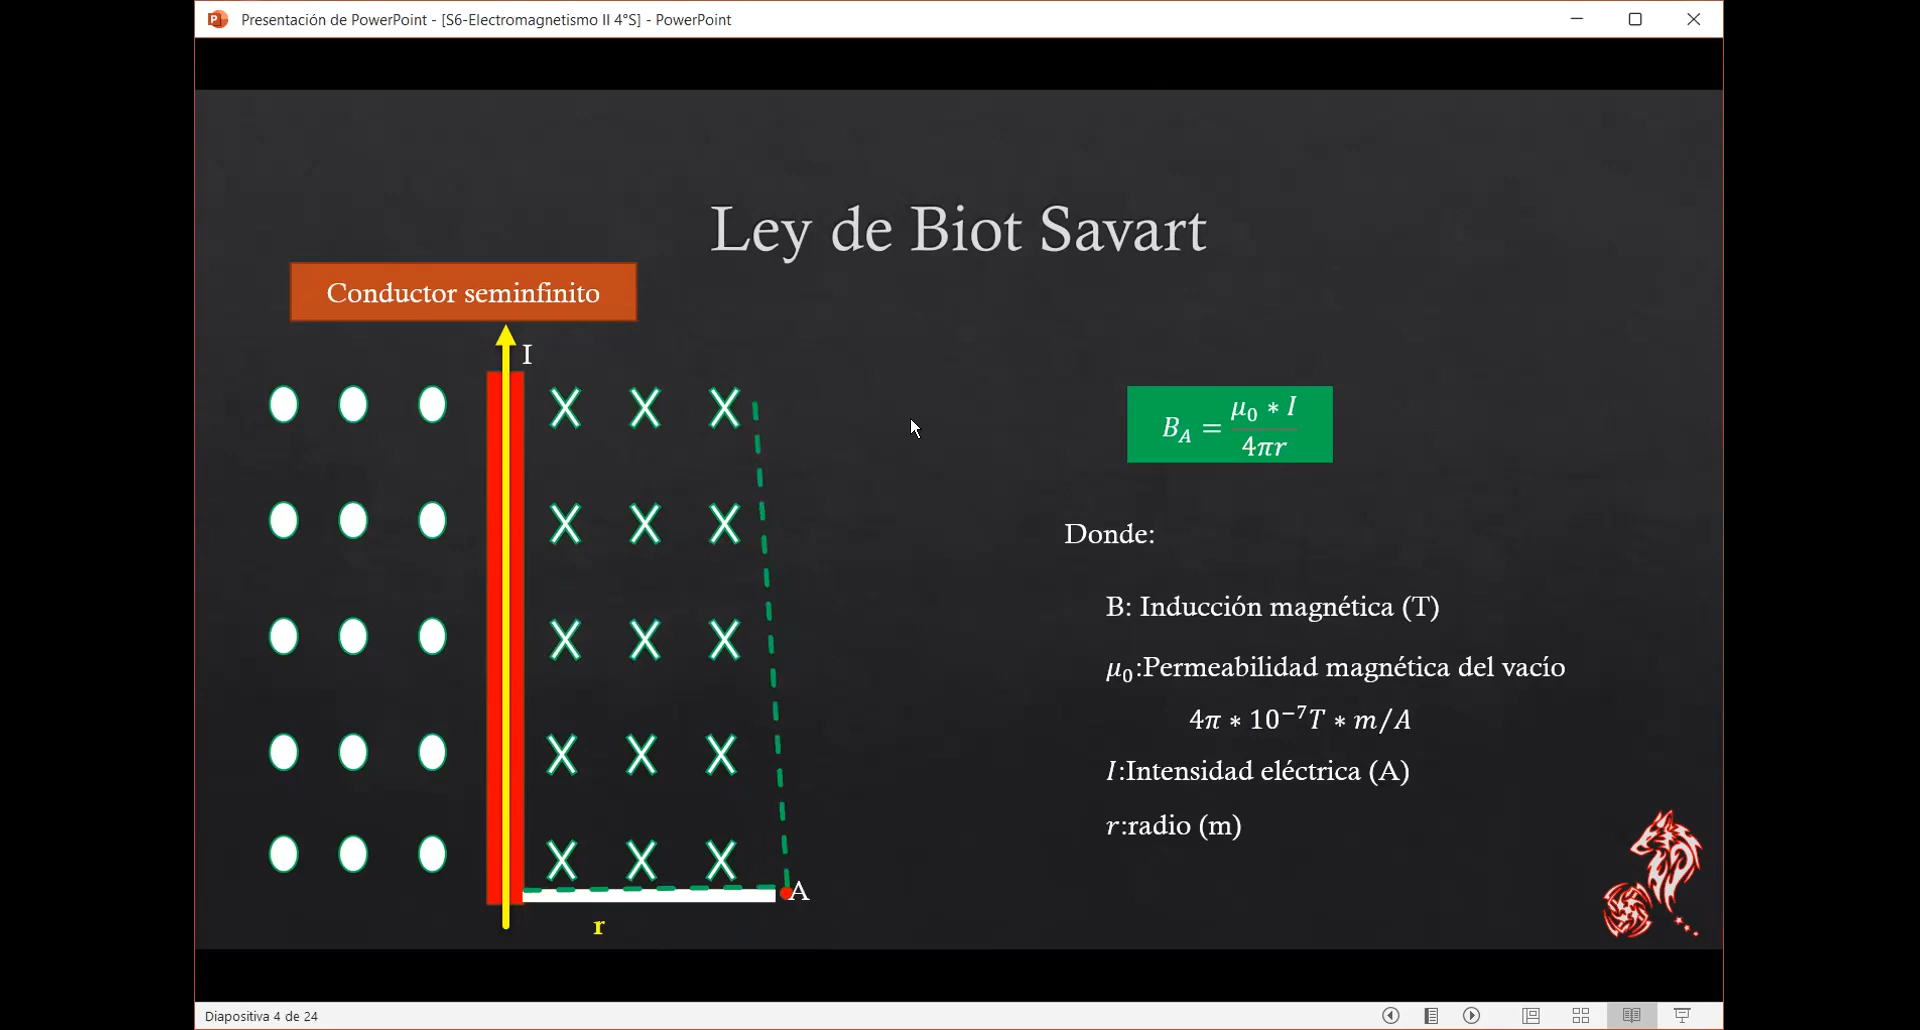 Presentación de PowerPoint - [S6-Electromagnetismo II 4°S] - PowerPoint
Ley de Biot Savart
Conductor seminfinito
I
X X X
X X X
X X X
X X X
X X X
A
r
B_A = μ₀ * I / 4πr
Donde:
B: Inducción magnética (T)
μ₀:Permeabilidad magnética del vacío
4π * 10⁻⁷T * m/A
I:Intensidad eléctrica (A)
r:radio (m)
Diapositiva 4 de 24